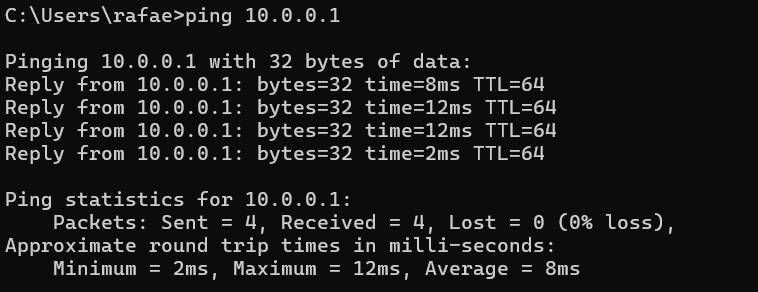 C:\Users\rafae>ping 10.0.0.1
Pinging 10.0.0.1 with 32 bytes of data:
Reply from 10.0.0.1: bytes=32 time=8ms TTL=64
Reply from 10.0.0.1: bytes=32 time=12ms TTL=64
Reply from 10.0.0.1: bytes=32 time=12ms TTL=64
Reply from 10.0.0.1: bytes=32 time=2ms TTL=64
Ping statistics for 10.0.0.1:
    Packets: Sent = 4, Received = 4, Lost = 0 (0% loss),
Approximate round trip times in milli-seconds:
    Minimum = 2ms, Maximum = 12ms, Average = 8ms